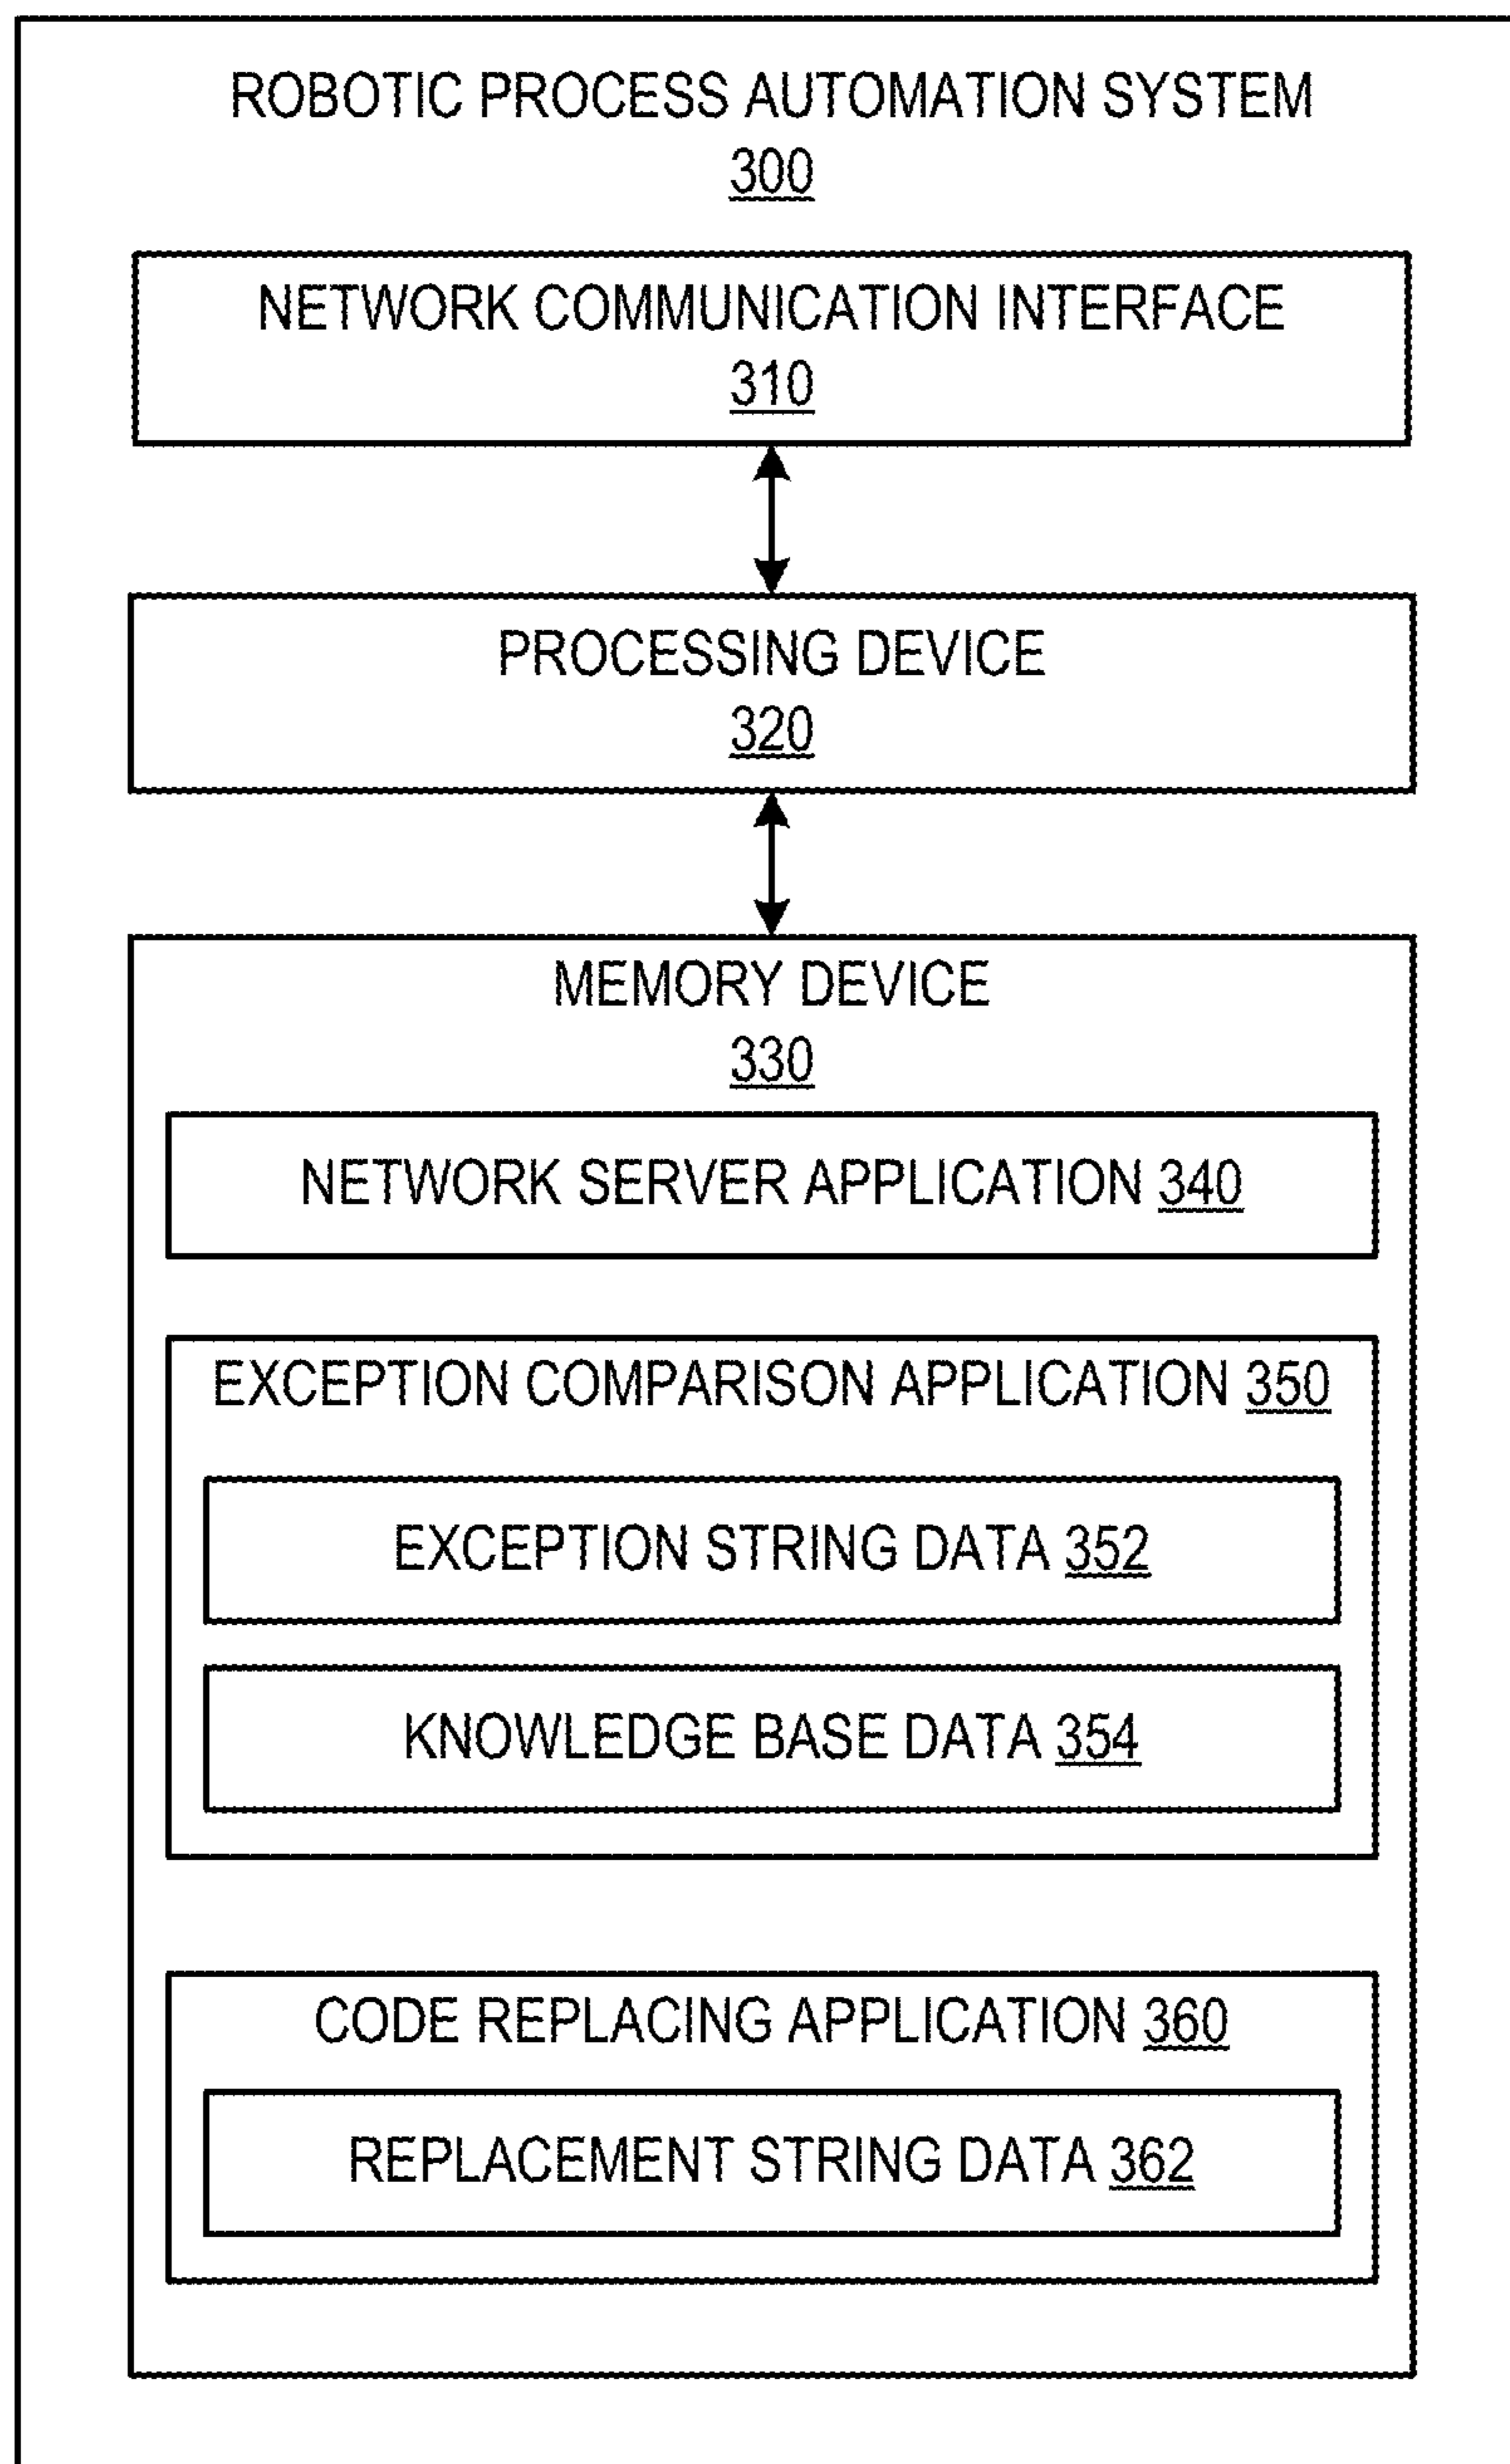 ROBOTIC PROCESS AUTOMATION SYSTEM
300
NETWORK COMMUNICATION INTERFACE
310
PROCESSING DEVICE
320
MEMORY DEVICE
330
NETWORK SERVER APPLICATION 340
EXCEPTION COMPARISON APPLICATION 350
EXCEPTION STRING DATA 352
KNOWLEDGE BASE DATA 354
CODE REPLACING APPLICATION 360
REPLACEMENT STRING DATA 362